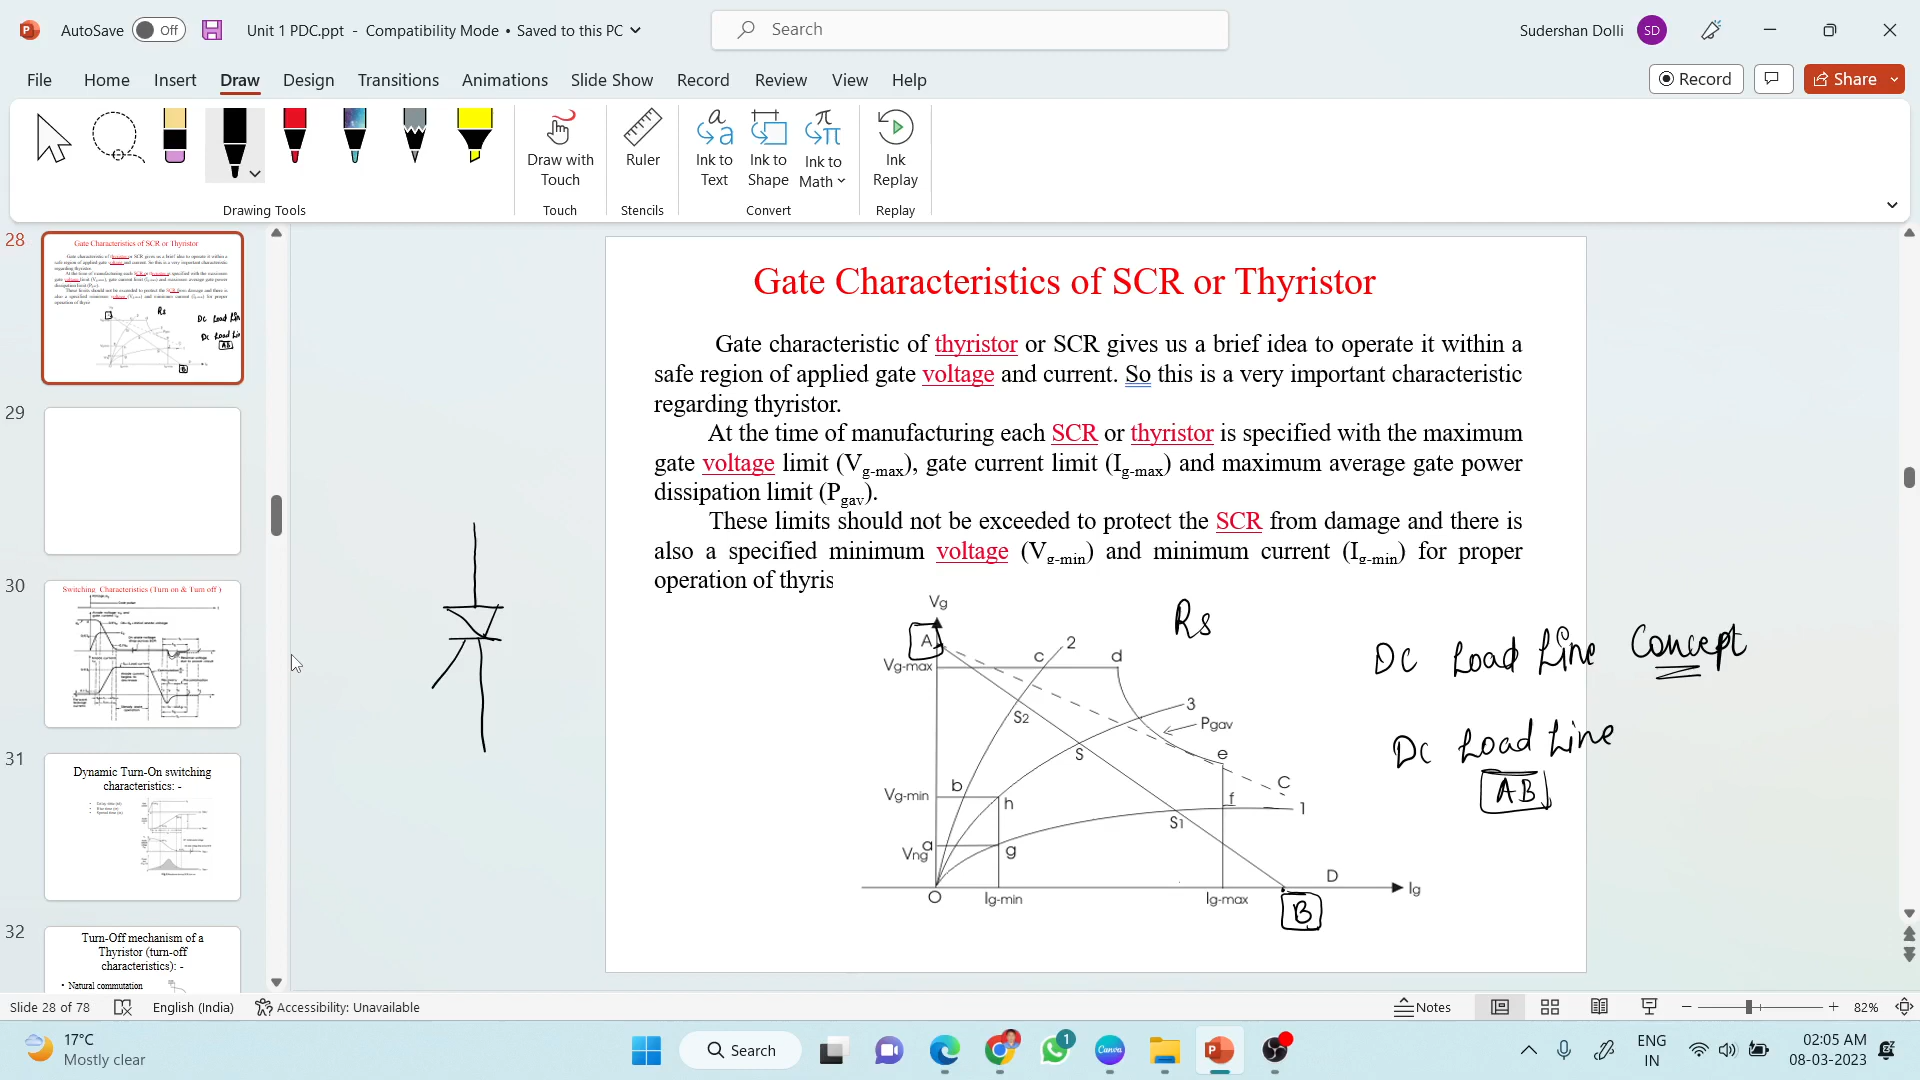 AutoSave Off Unit 1 PDC.ppt - Compatibility Mode • Saved to this PC
Search
Sudershan Dolli SD
File Home Insert Draw Design Transitions Animations Slide Show Record Review View Help
Record
Share
Draw with Touch
Ruler
Ink to Text
Ink to Shape
Ink to Math
Ink Replay
Drawing Tools Touch Stencils Convert Replay
28
Gate Characteristics of SCR or Thyristor
29
30
Switching Characteristics (Turn on & Turn off)
31
Dynamic Turn-On switching
characteristics: -
32
Turn-Off mechanism of a
Thyristor (turn-off
characteristics): -
• Natural commutation
Gate Characteristics of SCR or Thyristor
Gate characteristic of thyristor or SCR gives us a brief idea to operate it within a
safe region of applied gate voltage and current. So this is a very important characteristic
regarding thyristor.
At the time of manufacturing each SCR or thyristor is specified with the maximum
gate voltage limit (Vg-max), gate current limit (Ig-max) and maximum average gate power
dissipation limit (Pgav).
These limits should not be exceeded to protect the SCR from damage and there is
also a specified minimum voltage (Vg-min) and minimum current (Ig-min) for proper
operation of thyris
Vg
Rs
A
2
c
d
Vg-max
3
S2
Pgav
S
e
C
b
Vg-min
h
f
1
S1
a
Vng
g
D
O
Ig-min
Ig-max
Ig
B
DC Load Line Concept
DC Load Line
AB
Slide 28 of 78 English (India) Accessibility: Unavailable Notes 82%
17°C
Mostly clear
Search
1
Canva
ENG
IN
02:05 AM
08-03-2023